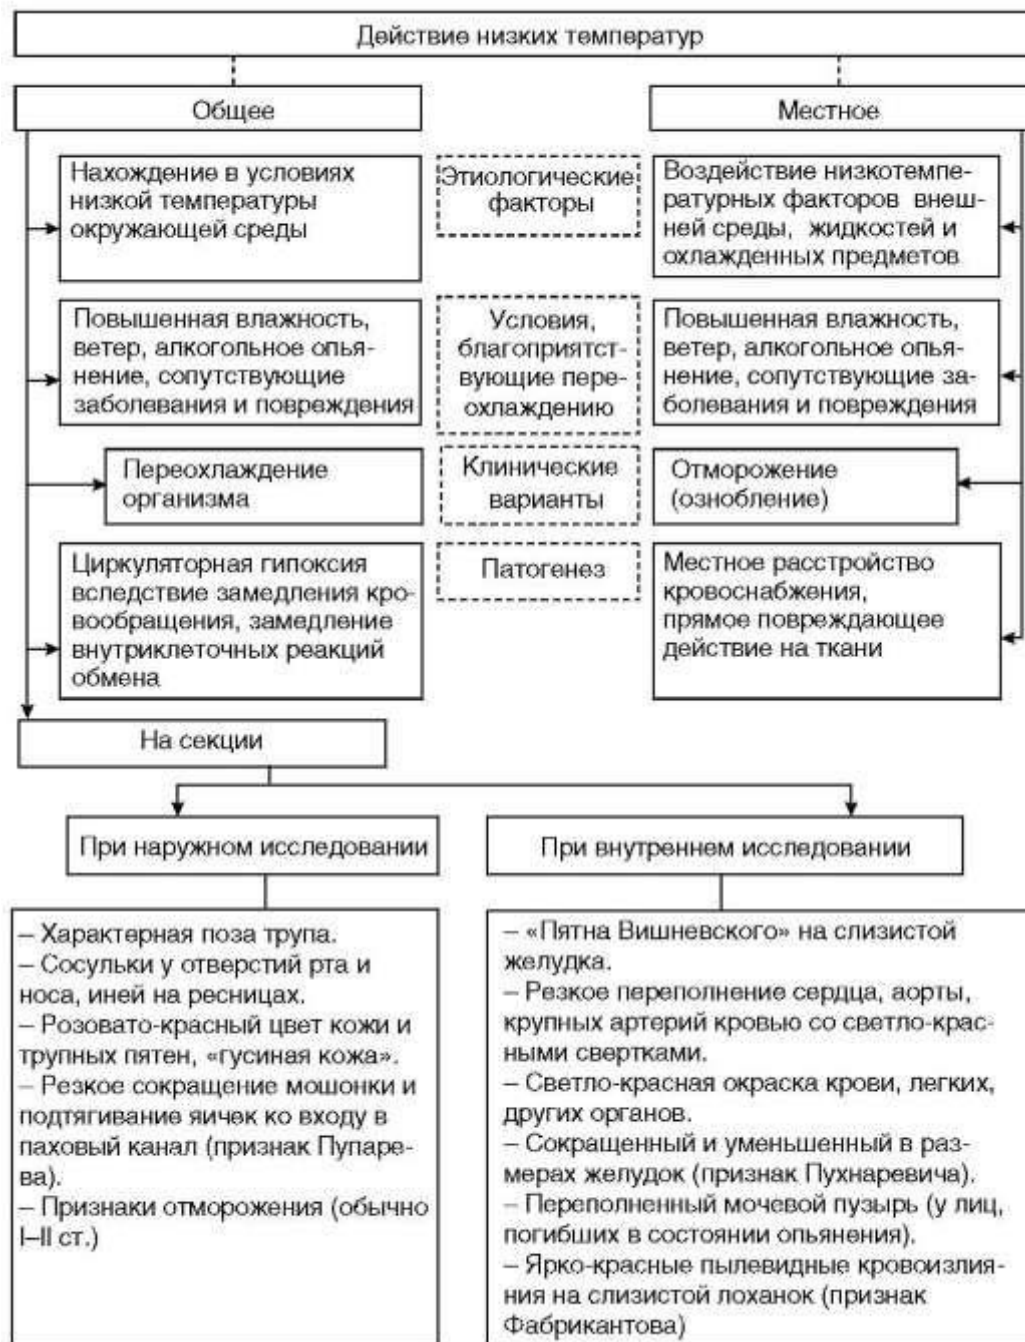 Действие низких температур
Общее
Местное
Нахождение в условиях
низкой температуры
окружающей среды
Этиологические
факторы
Воздействие низкотемпе-
ратурных факторов внеш-
ней среды, жидкостей и
охлажденных предметов
Повышенная влажность,
ветер, алкогольное опья-
нение, сопутствующие
заболевания и повреждения
Условия,
благоприятст-
вующие пере-
охлаждению
Повышенная влажность,
ветер, алкогольное опья-
нение, сопутствующие за-
болевания и повреждения
Переохлаждение
организма
Клинические
варианты
Отморожение
(ознобление)
Циркуляторная гипоксия
вследствие замедления кро-
вообращения, замедление
внутриклеточных реакций
обмена
Патогенез
Местное расстройство
кровоснабжения,
прямое повреждающее
действие на ткани
На секции
При наружном исследовании
При внутреннем исследовании
– Характерная поза трупа.
– Сосульки у отверстий рта и
носа, иней на ресницах.
– Розовато-красный цвет кожи и
трупных пятен, «гусиная кожа».
– Резкое сокращение мошонки и
подтягивание яичек ко входу в
паховый канал (признак Пупаре-
ва).
– Признаки отморожения (обычно
I–II ст.)
– «Пятна Вишневского» на слизистой
желудка.
– Резкое переполнение сердца, аорты,
крупных артерий кровью со светло-крас-
ными свертками.
– Светло-красная окраска крови, легких,
других органов.
– Сокращенный и уменьшенный в раз-
мерах желудок (признак Пухнаревича).
– Переполненный мочевой пузырь (у лиц,
погибших в состоянии опьянения).
– Ярко-красные пылевидные кровоизлия-
ния на слизистой лоханок (признак
Фабрикантова)